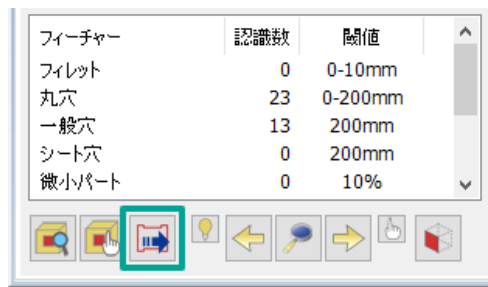 フィーチャー 認識数 閾値
フィレット 0 0-10mm
丸穴 23 0-200mm
一般穴 13 200mm
シート穴 0 200mm
微小パート 0 10%